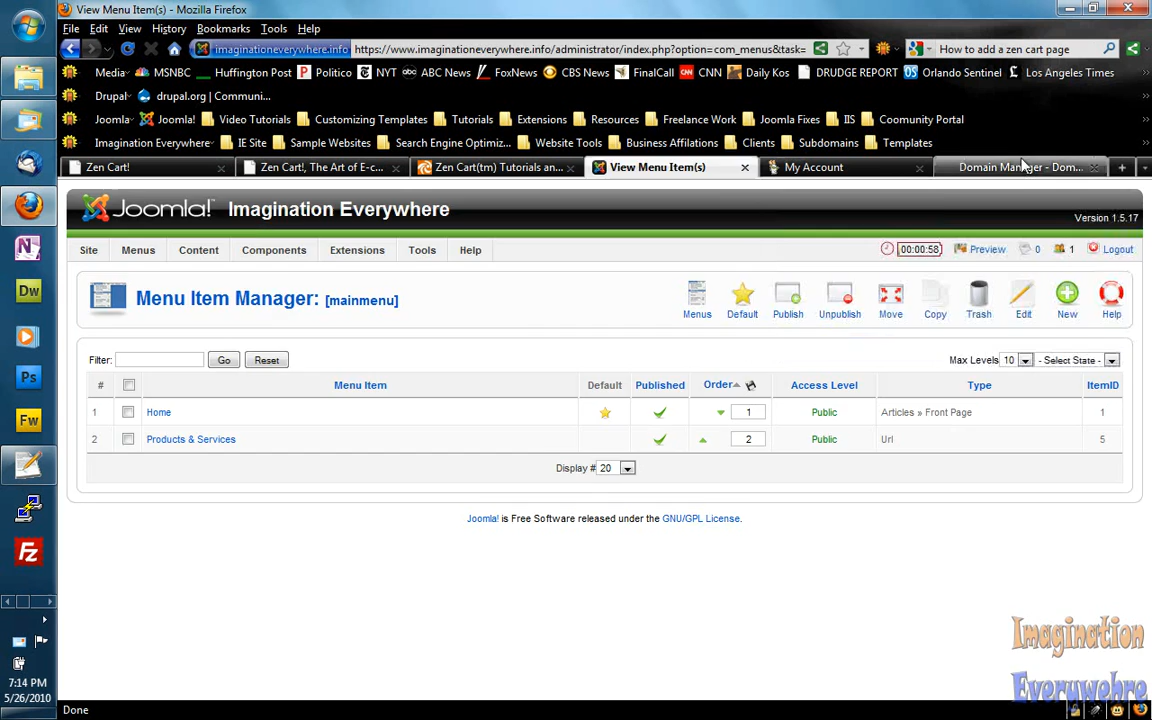 View Menu Item(s) - Mozilla Firefox
File Edit View History Bookmarks Tools Help
imaginationeverywhere.info https://www.imaginationeverywhere.info/administrator/index.php?option=com_menus&task= How to add a zen cart page
Media MSNBC Huffington Post Politico NYT abc ABC News FoxNews CBS News FinalCall CNN CNN Daily Kos DRUDGE REPORT OS Orlando Sentinel L Los Angeles Times
Drupal drupal.org | Communi...
Joomla Joomla! Video Tutorials Customizing Templates Tutorials Extensions Resources Freelance Work Joomla Fixes IIS Coomunity Portal
Imagination Everywhere IE Site Sample Websites Search Engine Optimiz... Website Tools Business Affilations Clients Subdomains Templates
Zen Cart! Zen Cart!, The Art of E-c... Zen Cart(tm) Tutorials an... View Menu Item(s) My Account Domain Manager - Dom...
Joomla! Imagination Everywhere
Version 1.5.17
Site Menus Content Components Extensions Tools Help 00:00:58 Preview 0 1 Logout
Menu Item Manager: [mainmenu]
Menus Default Publish Unpublish Move Copy Trash Edit New Help
Filter: Go Reset Max Levels 10 - Select State -
# Menu Item Default Published Order Access Level Type ItemID
1 Home 1 Public Articles » Front Page 1
2 Products & Services 2 Public Url 5
Display # 20
Joomla! is Free Software released under the GNU/GPL License.
Dw
Ps
Fw
Fz
7:14 PM
5/26/2010
Imagination
Everyuwehre
Done